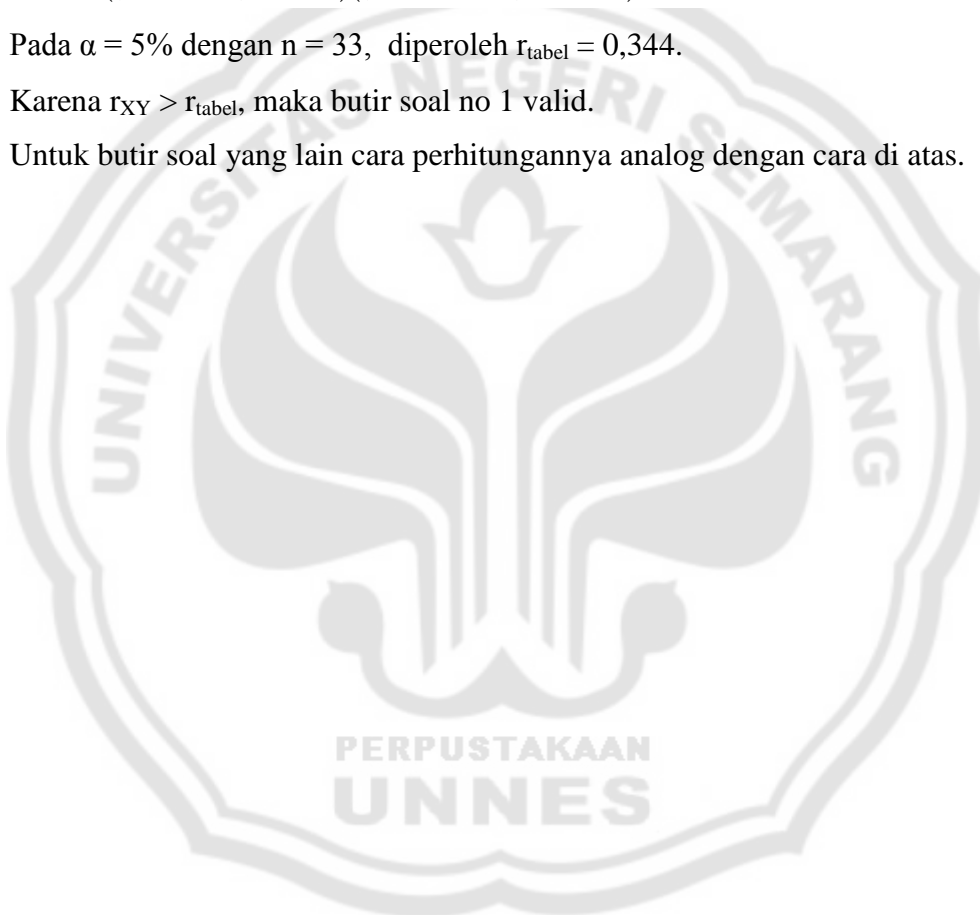 Pada α = 5% dengan n = 33, diperoleh r_tabel = 0,344.
Karena r_XY > r_tabel, maka butir soal no 1 valid.
Untuk butir soal yang lain cara perhitungannya analog dengan cara di atas.
UNIVERSITAS NEGERI SEMARANG
PERPUSTAKAAN
UNNES